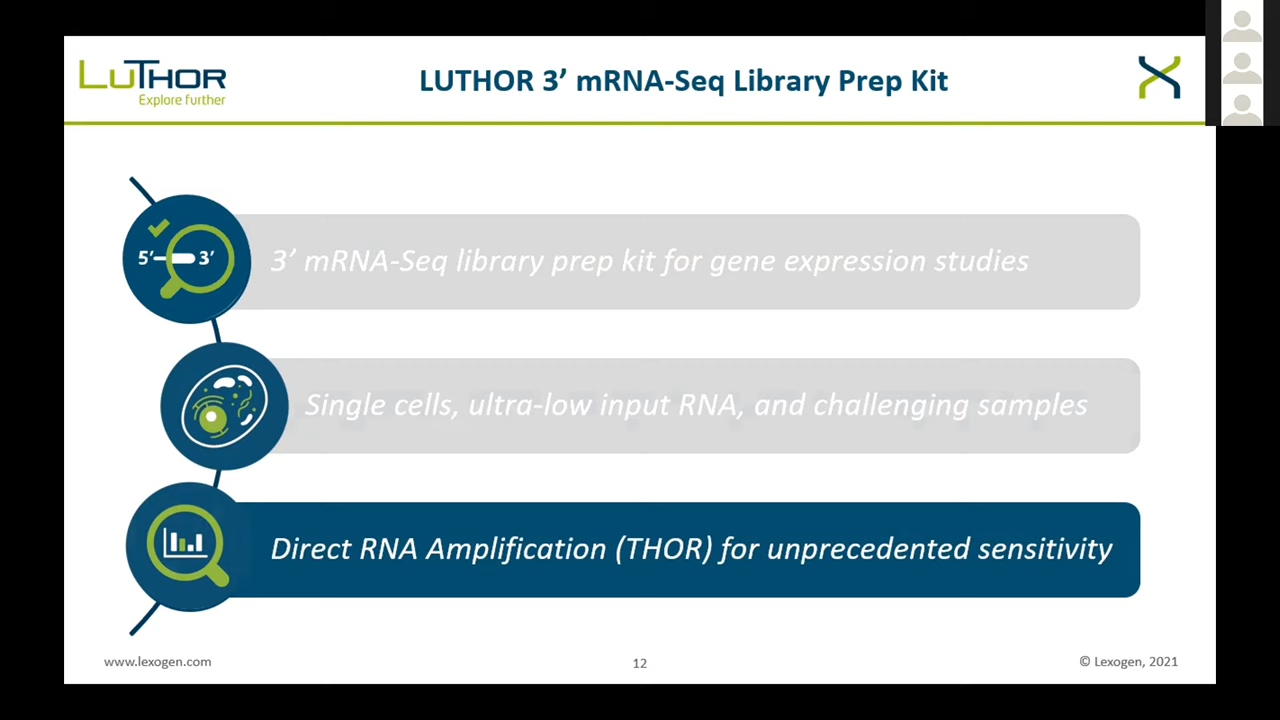 LUTHOR
Explore further
LUTHOR 3’ mRNA-Seq Library Prep Kit
5’ 3’
3’ mRNA-Seq library prep kit for gene expression studies
Single cells, ultra-low input RNA, and challenging samples
Direct RNA Amplification (THOR) for unprecedented sensitivity
www.lexogen.com
12
© Lexogen, 2021